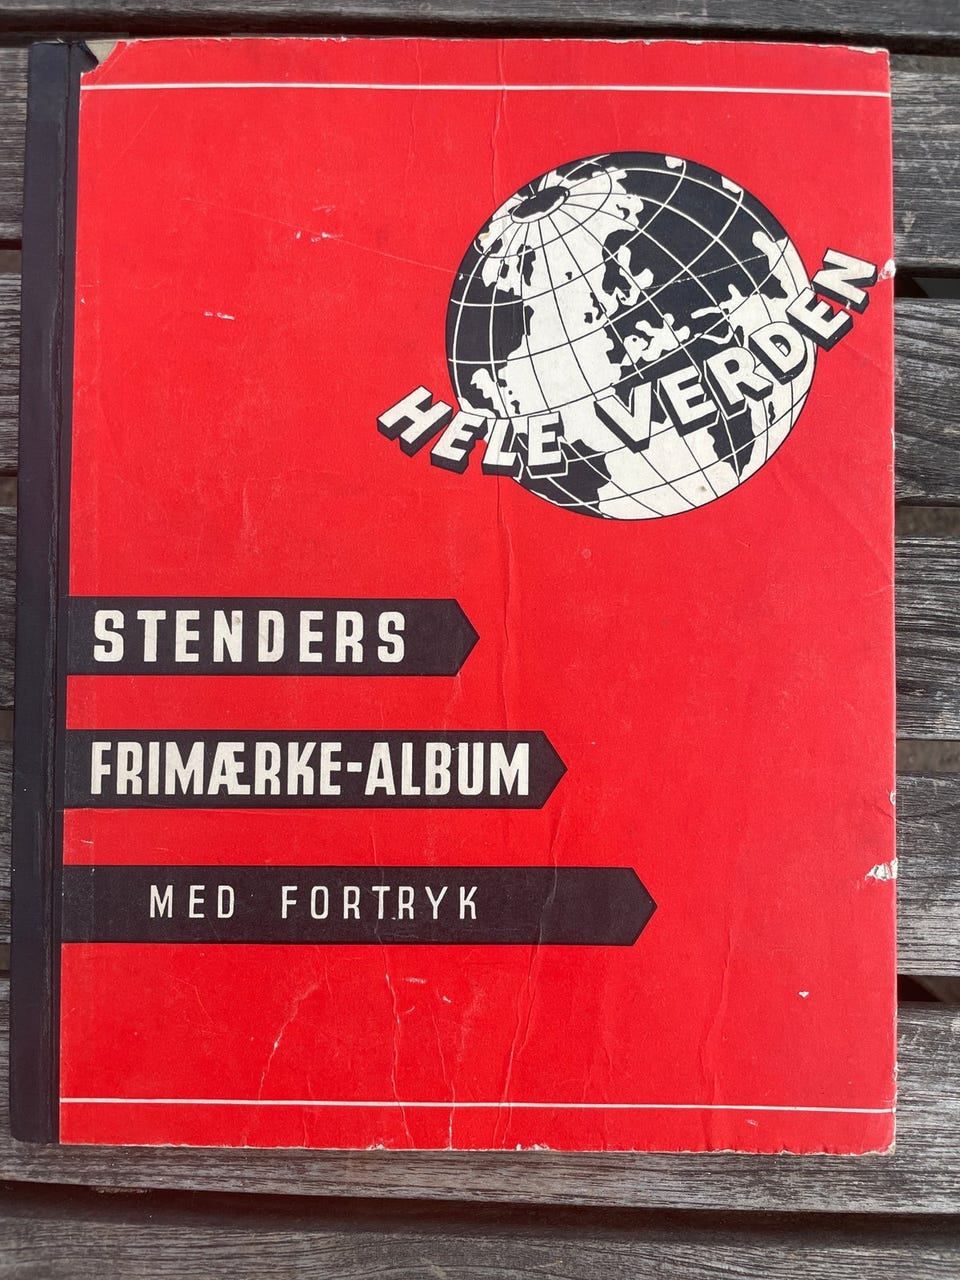 HELE VERDEN
STENDERS
FRIMÆRKE-ALBUM
MED FORTRYK